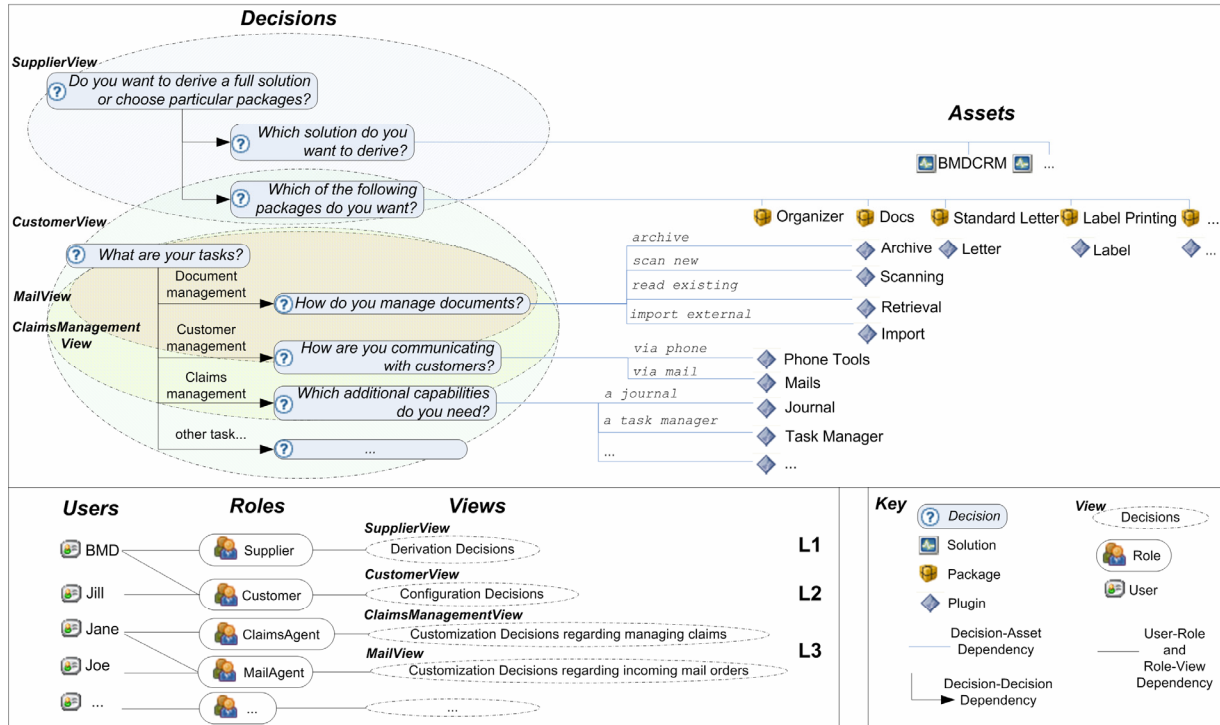 Decisions
SupplierView
Do you want to derive a full solution
or choose particular packages?
Which solution do you
want to derive?
Assets
BMDCRM
...
Which of the following
packages do you want?
Organizer
Docs
Standard Letter
Label Printing
...
Archive
Letter
Label
...
Scanning
Retrieval
Import
CustomerView
What are your tasks?
archive
scan new
read existing
import external
Document
management
How do you manage documents?
MailView
ClaimsManagement
View
Customer
management
How are you communicating
with customers?
via phone
via mail
Phone Tools
Mails
Claims
management
Which additional capabilities
do you need?
a journal
a task manager
...
Journal
Task Manager
...
other task...
...
Users
Roles
Views
BMD
Jill
Jane
Joe
...
Supplier
Customer
ClaimsAgent
MailAgent
...
SupplierView
Derivation Decisions
CustomerView
Configuration Decisions
ClaimsManagementView
Customization Decisions regarding managing claims
MailView
Customization Decisions regarding incoming mail orders
...
L1
L2
L3
Key
Decision
Solution
Package
Plugin
Decision-Asset
Dependency
Decision-Decision
Dependency
View
Decisions
Role
User
User-Role
and
Role-View
Dependency